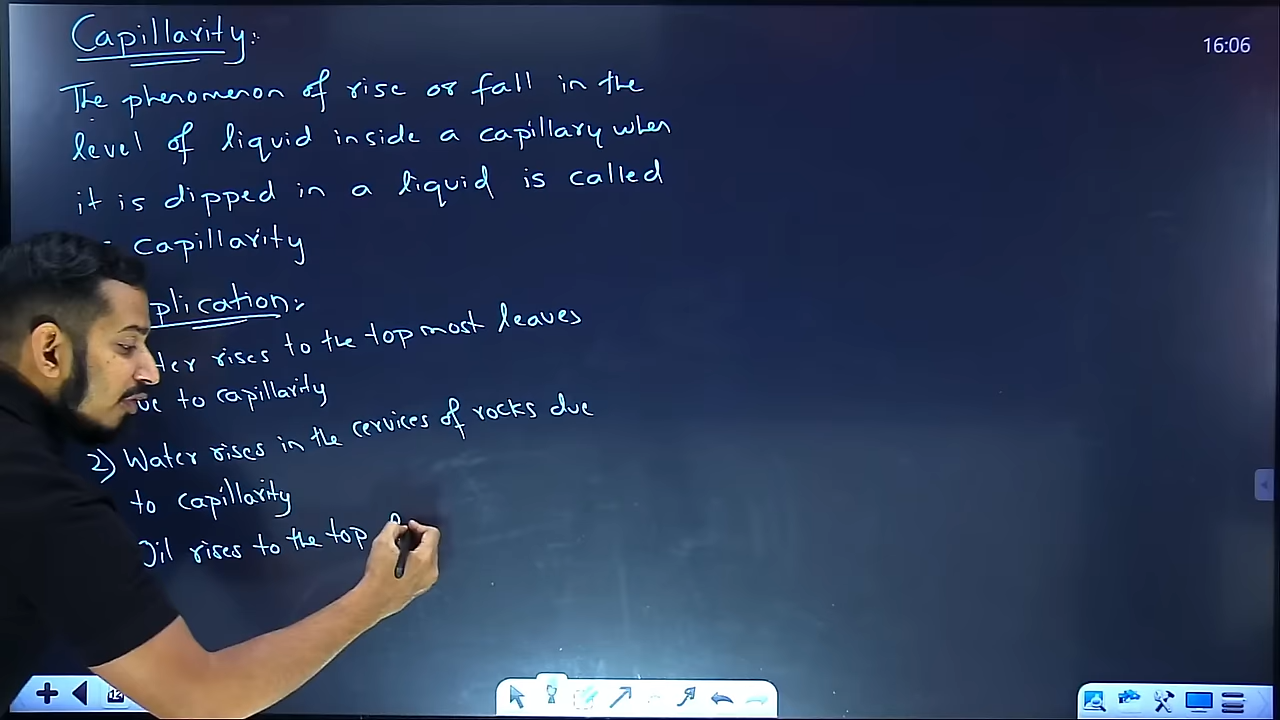 Capillarity:
16:06
The phenomenon of rise or fall in the
level of liquid inside a capillary when
it is dipped in a liquid is called
capillarity
plication:
ter rises to the top most leaves
ue to capillarity
2) Water rises in the cervices of rocks due
to capillarity
Oil rises to the top